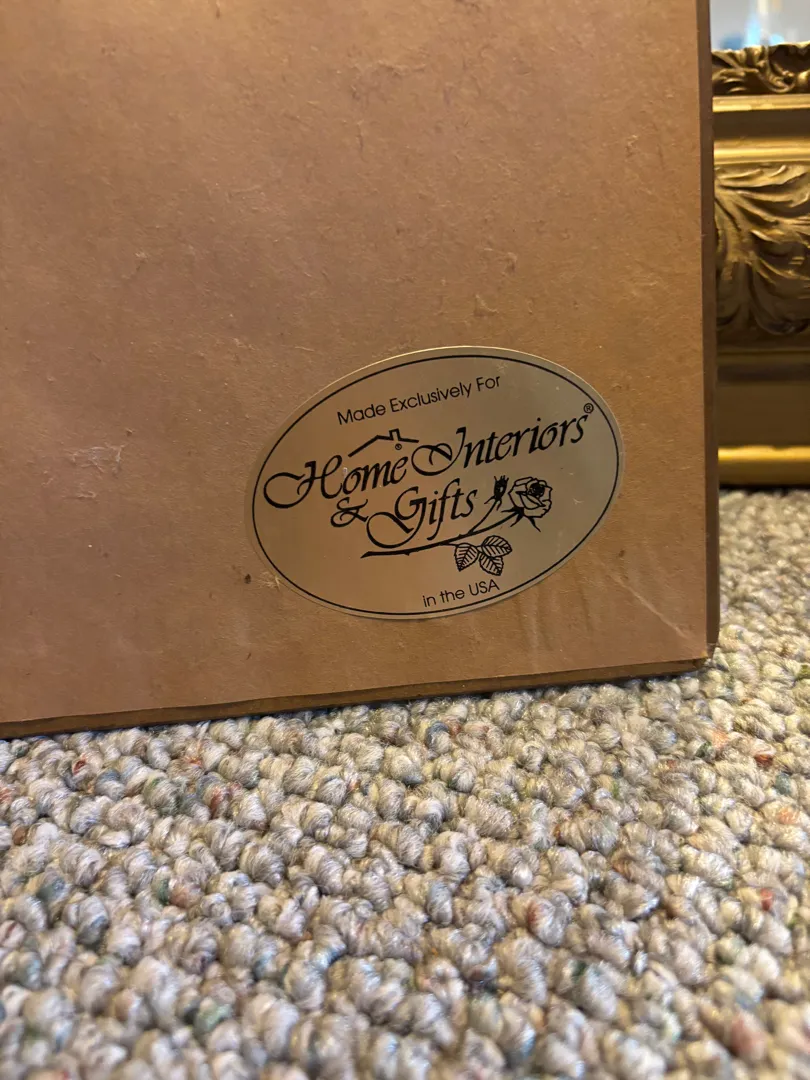 Made Exclusively For
Home Interiors®
& Gifts
in the USA